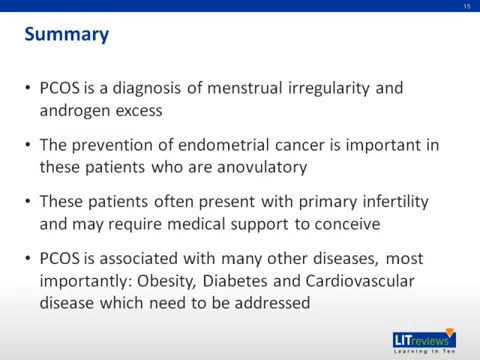 15
Summary
• PCOS is a diagnosis of menstrual irregularity and
androgen excess
• The prevention of endometrial cancer is important in
these patients who are anovulatory
• These patients often present with primary infertility
and may require medical support to conceive
• PCOS is associated with many other diseases, most
importantly: Obesity, Diabetes and Cardiovascular
disease which need to be addressed
LITreviews
Learning in Ten